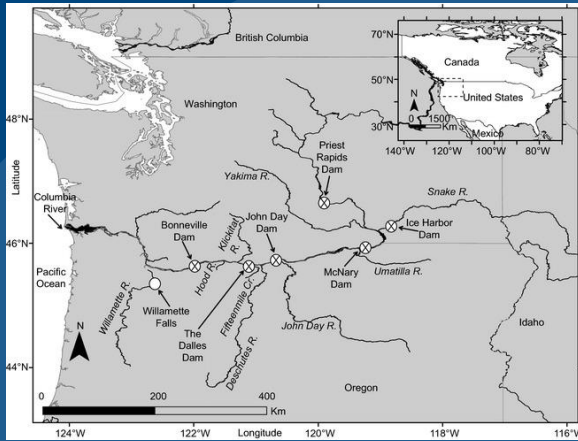 British Columbia
Washington
48°N
46°N
44°N
Latitude
Columbia
River
Pacific
Ocean
Priest
Rapids
Dam
Yakima R.
Snake R.
Klickitat
R.
John Day
Dam
Bonneville
Dam
Ice Harbor
Dam
Hood R.
McNary
Dam
Umatilla R.
Willamette R.
Willamette
Falls
The
Dalles
Dam
Fifteenmile Cr.
Deschutes R.
John Day R.
Idaho
Oregon
N
0
200
400
Km
124°W
122°W
Longitude
120°W
118°W
116°W
70°N
50°N
30°N
Canada
United States
Mexico
N
0
1500
Km
140°W
120°W
100°W
80°W